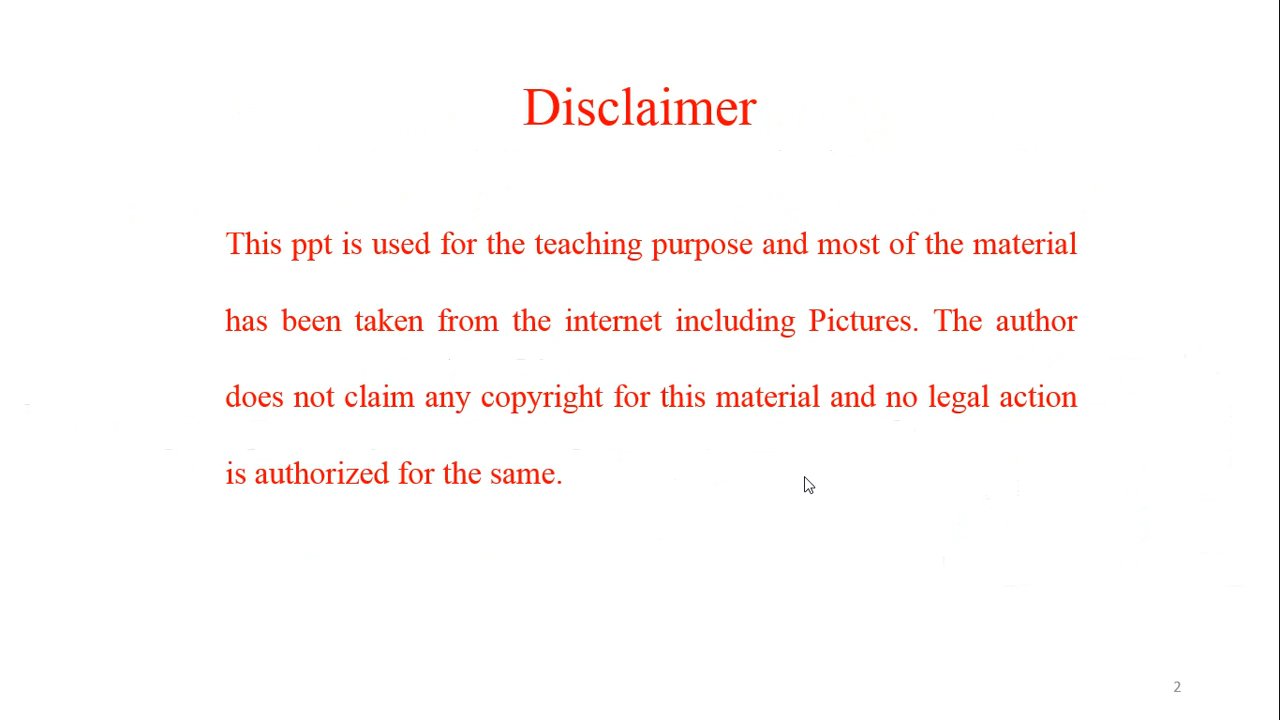 Disclaimer
This ppt is used for the teaching purpose and most of the material
has been taken from the internet including Pictures. The author
does not claim any copyright for this material and no legal action
is authorized for the same.
2